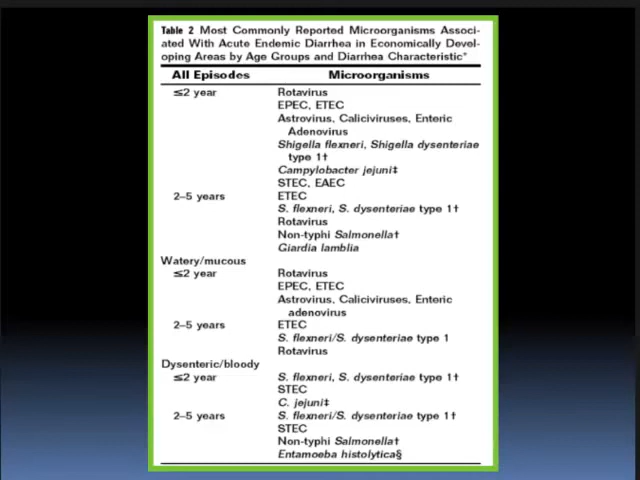 Table 2 Most Commonly Reported Microorganisms Associ-
ated With Acute Endemic Diarrhea in Economically Devel-
oping Areas by Age Groups and Diarrhea Characteristic*
All Episodes Microorganisms
≤2 year Rotavirus
EPEC, ETEC
Astrovirus, Caliciviruses, Enteric
Adenovirus
Shigella flexneri, Shigella dysenteriae
type 1†
Campylobacter jejuni‡
STEC, EAEC
2–5 years ETEC
S. flexneri, S. dysenteriae type 1†
Rotavirus
Non-typhi Salmonella†
Giardia lamblia
Watery/mucous
≤2 year Rotavirus
EPEC, ETEC
Astrovirus, Caliciviruses, Enteric
adenovirus
2–5 years ETEC
S. flexneri/S. dysenteriae type 1
Rotavirus
Dysenteric/bloody
≤2 year S. flexneri, S. dysenteriae type 1†
STEC
C. jejuni‡
2–5 years S. flexneri/S. dysenteriae type 1†
STEC
Non-typhi Salmonella†
Entamoeba histolytica§